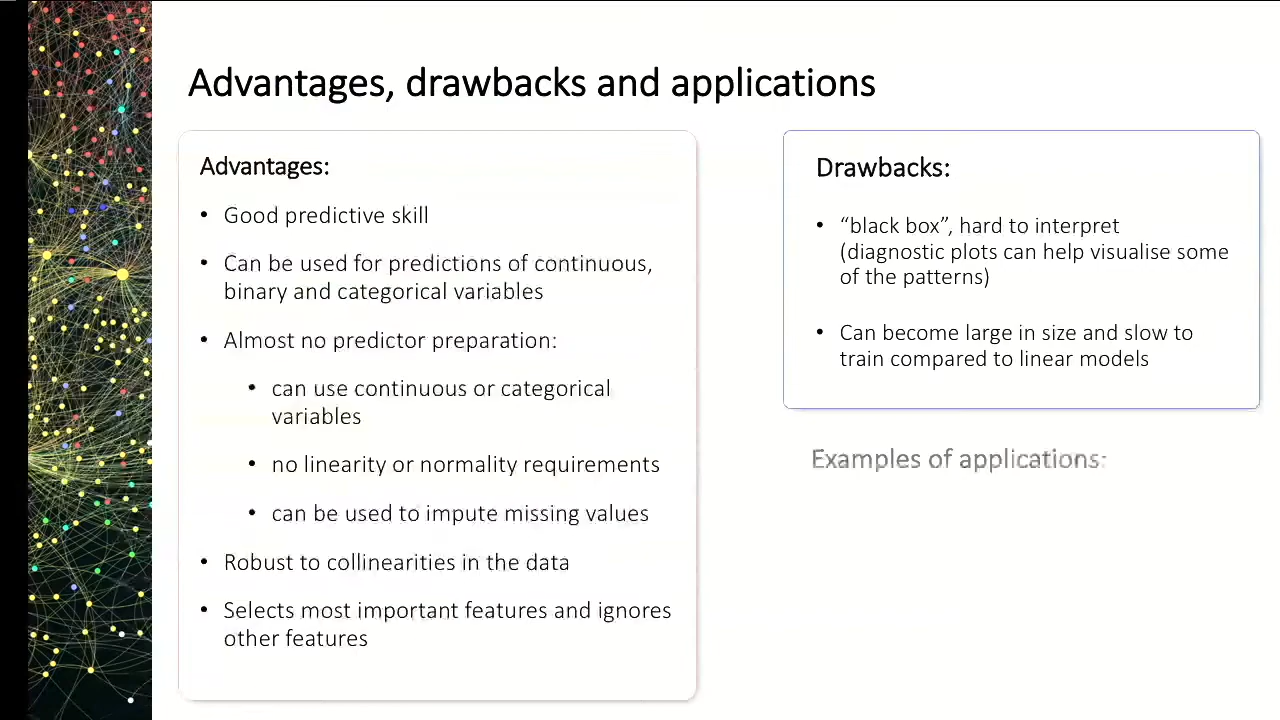 Advantages, drawbacks and applications
Advantages:
• Good predictive skill
• Can be used for predictions of continuous,
binary and categorical variables
• Almost no predictor preparation:
• can use continuous or categorical
variables
• no linearity or normality requirements
• can be used to impute missing values
• Robust to collinearities in the data
• Selects most important features and ignores
other features
Drawbacks:
• “black box”, hard to interpret
(diagnostic plots can help visualise some
of the patterns)
• Can become large in size and slow to
train compared to linear models
Examples of applications: